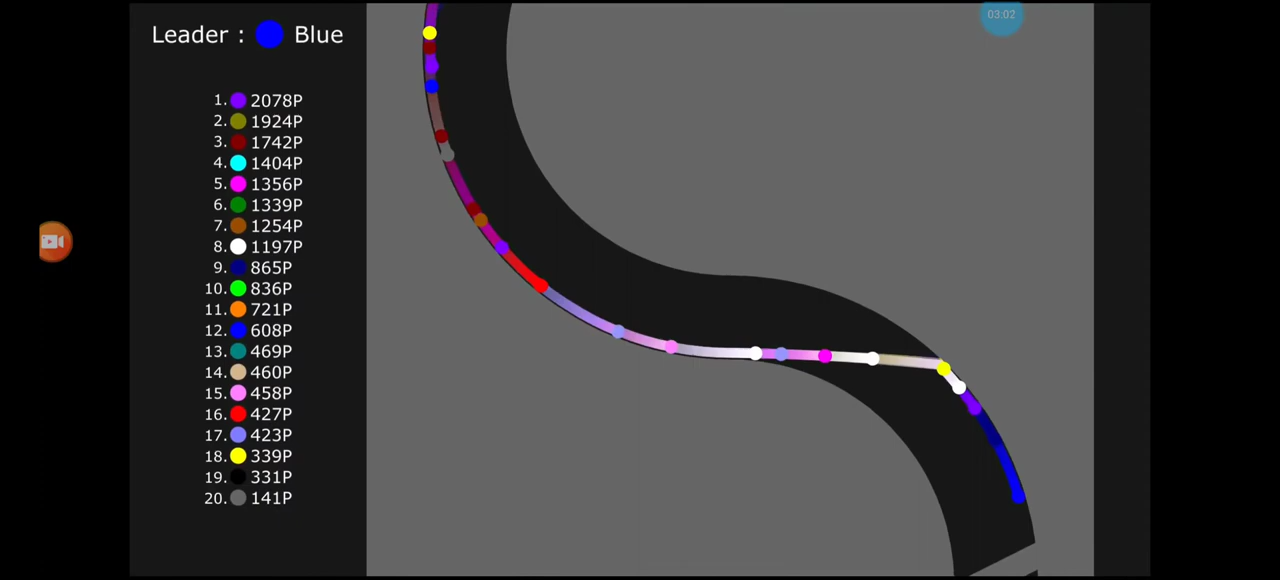 Leader : Blue
03:02
1. 2078P
2. 1924P
3. 1742P
4. 1404P
5. 1356P
6. 1339P
7. 1254P
8. 1197P
9. 865P
10. 836P
11. 721P
12. 608P
13. 469P
14. 460P
15. 458P
16. 427P
17. 423P
18. 339P
19. 331P
20. 141P